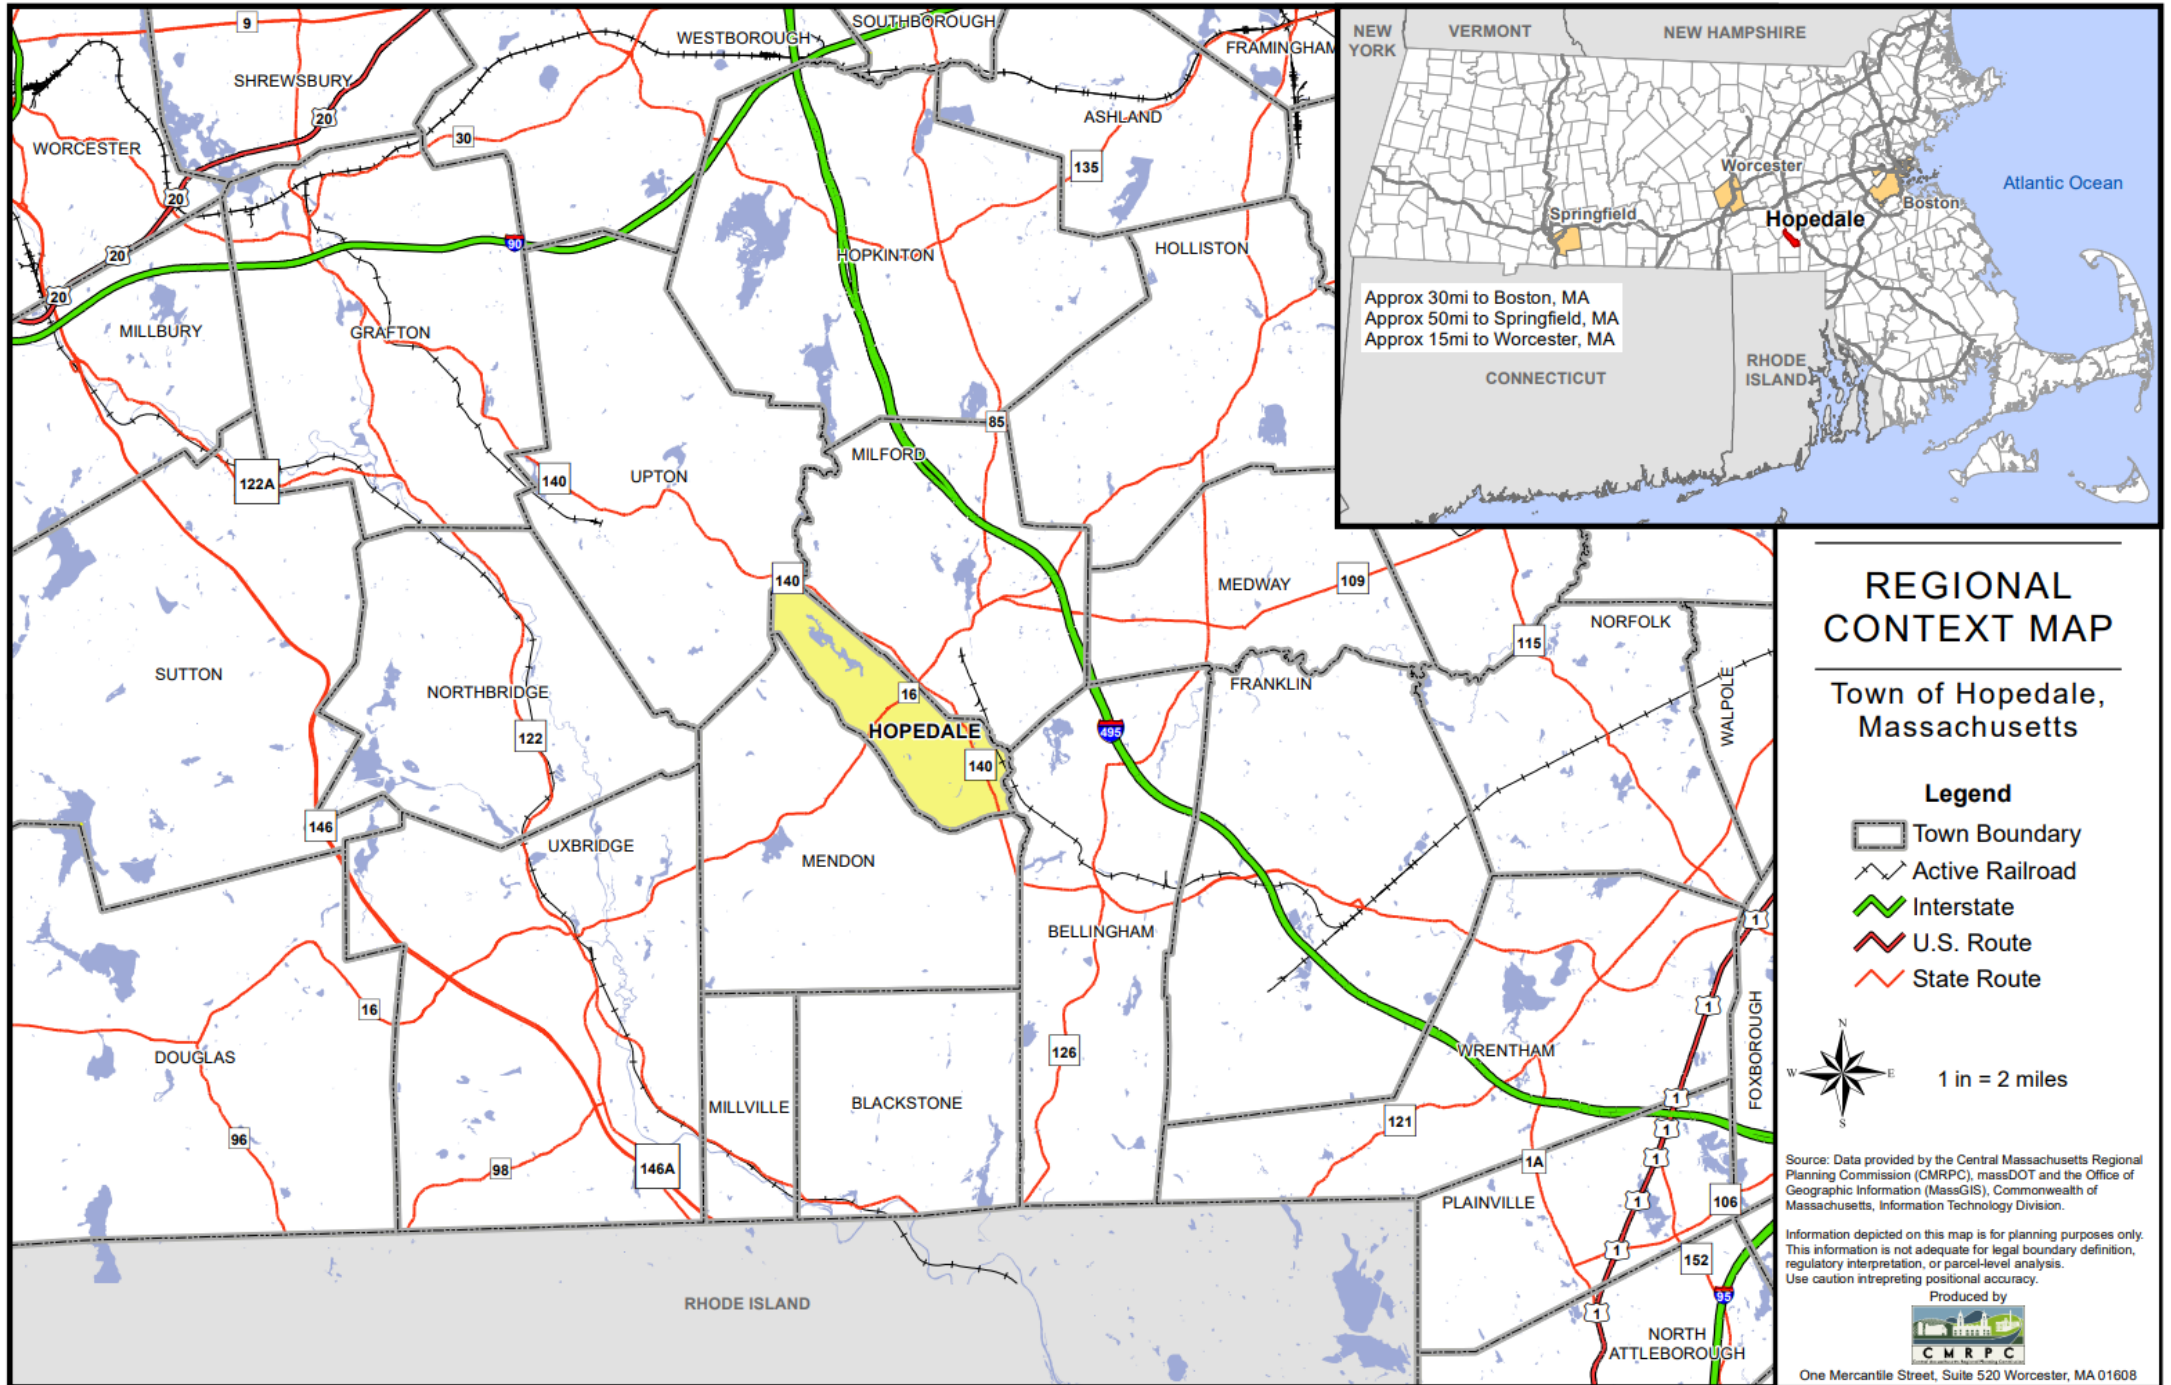 9
SOUTHBOROUGH
WESTBOROUGH
FRAMINGHAM
SHREWSBURY
20
WORCESTER
30
ASHLAND
135
20
90
20
HOPKINTON
HOLLISTON
20
MILLBURY
GRAFTON
85
MILFORD
122A
140
UPTON
140
MEDWAY
109
115
NORFOLK
SUTTON
NORTHBRIDGE
16
FRANKLIN
WALPOLE
122
HOPEDALE
495
140
146
UXBRIDGE
MENDON
BELLINGHAM
1
16
1
FOXBOROUGH
DOUGLAS
126
WRENTHAM
MILLVILLE
BLACKSTONE
1
121
1
96
98
146A
1
1A
1
PLAINVILLE
106
1
152
RHODE ISLAND
95
1
NORTH
ATTLEBOROUGH
NEW
YORK
VERMONT
NEW HAMPSHIRE
Worcester
Atlantic Ocean
Boston
Springfield
Hopedale
Approx 30mi to Boston, MA
Approx 50mi to Springfield, MA
Approx 15mi to Worcester, MA
RHODE
ISLAND
CONNECTICUT
REGIONAL
CONTEXT MAP
Town of Hopedale,
Massachusetts
Legend
Town Boundary
Active Railroad
Interstate
U.S. Route
State Route
N
W
E
S
1 in = 2 miles
Source: Data provided by the Central Massachusetts Regional
Planning Commission (CMRPC), massDOT and the Office of
Geographic Information (MassGIS), Commonwealth of
Massachusetts, Information Technology Division.
Information depicted on this map is for planning purposes only.
This information is not adequate for legal boundary definition,
regulatory interpretation, or parcel-level analysis.
Use caution intrepreting positional accuracy.
Produced by
CMRPC
One Mercantile Street, Suite 520 Worcester, MA 01608